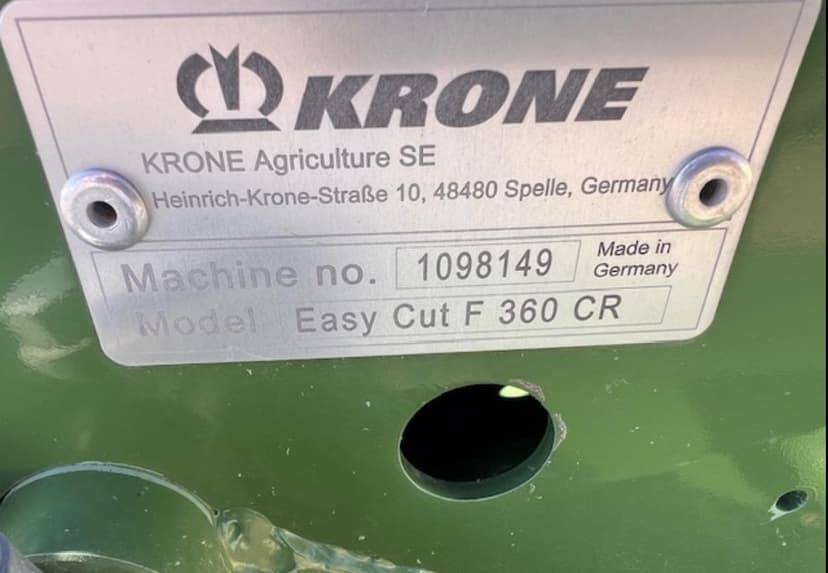 KRONE
KRONE Agriculture SE
Heinrich-Krone-Straße 10, 48480 Spelle, Germany
Machine no. 1098149
Made in
Germany
Model Easy Cut F 360 CR